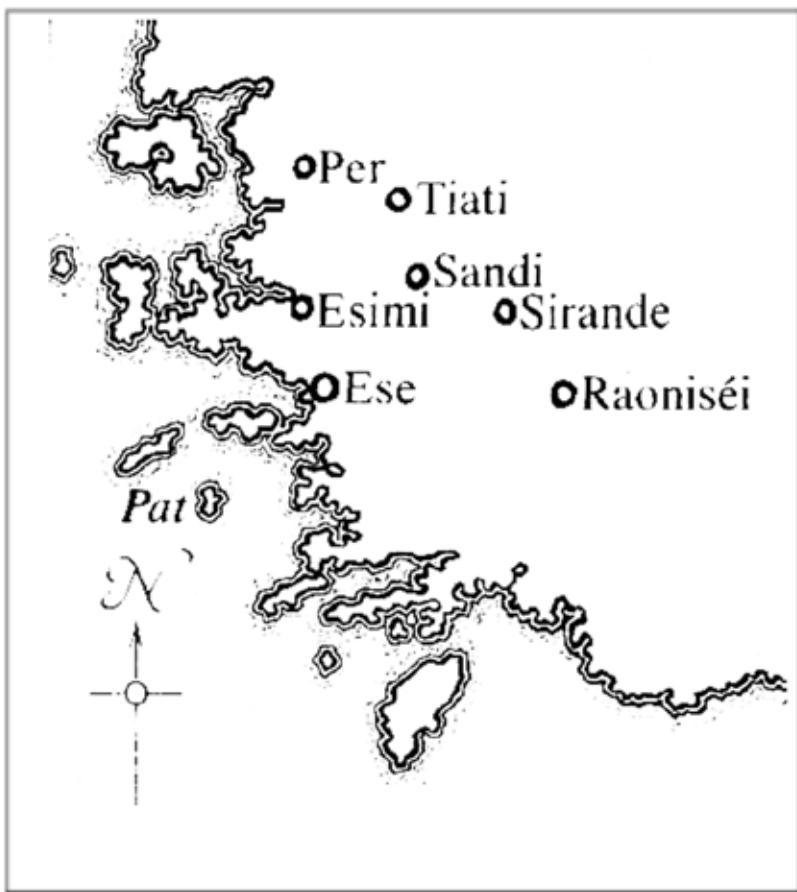 Per
Tiati
Sandi
Esimi
Sirande
Ese
Raoniséi
Pat
N